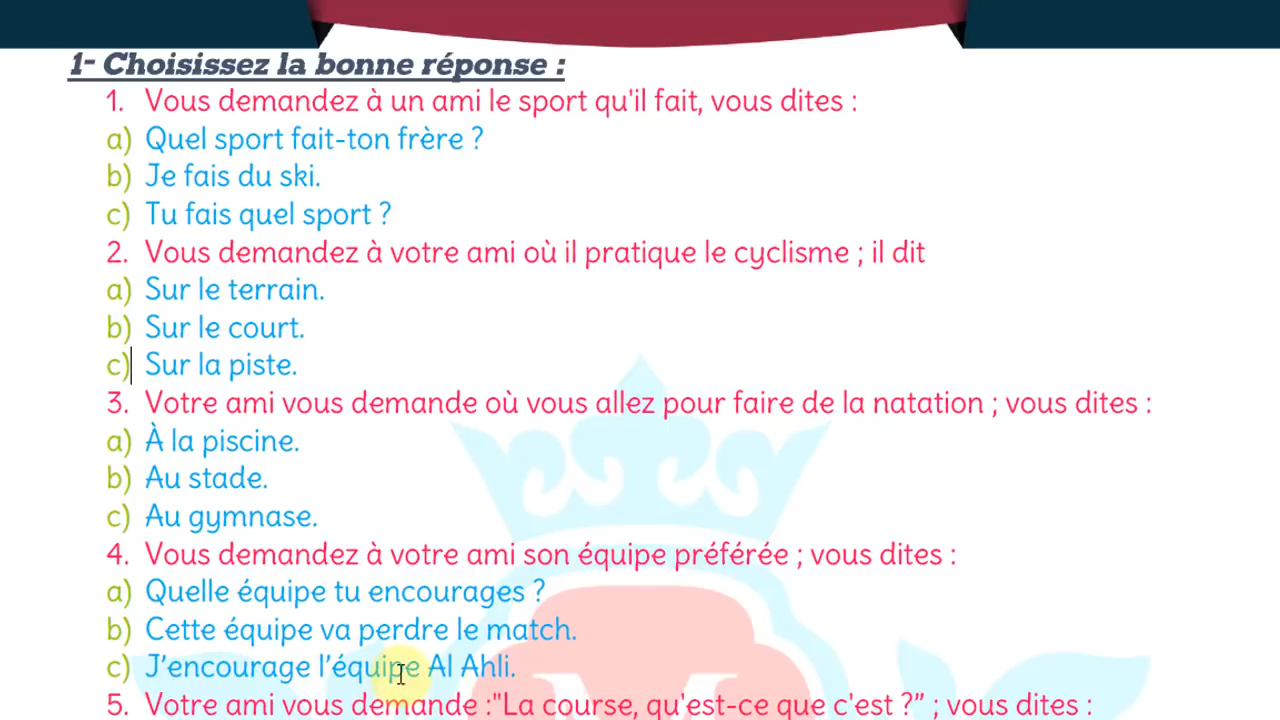 1- Choisissez la bonne réponse :
1. Vous demandez à un ami le sport qu'il fait, vous dites :
a) Quel sport fait-ton frère ?
b) Je fais du ski.
c) Tu fais quel sport ?
2. Vous demandez à votre ami où il pratique le cyclisme ; il dit
a) Sur le terrain.
b) Sur le court.
c) Sur la piste.
3. Votre ami vous demande où vous allez pour faire de la natation ; vous dites :
a) À la piscine.
b) Au stade.
c) Au gymnase.
4. Vous demandez à votre ami son équipe préférée ; vous dites :
a) Quelle équipe tu encourages ?
b) Cette équipe va perdre le match.
c) J’encourage l’équipe Al Ahli.
5. Votre ami vous demande :"La course, qu'est-ce que c'est ?” ; vous dites :